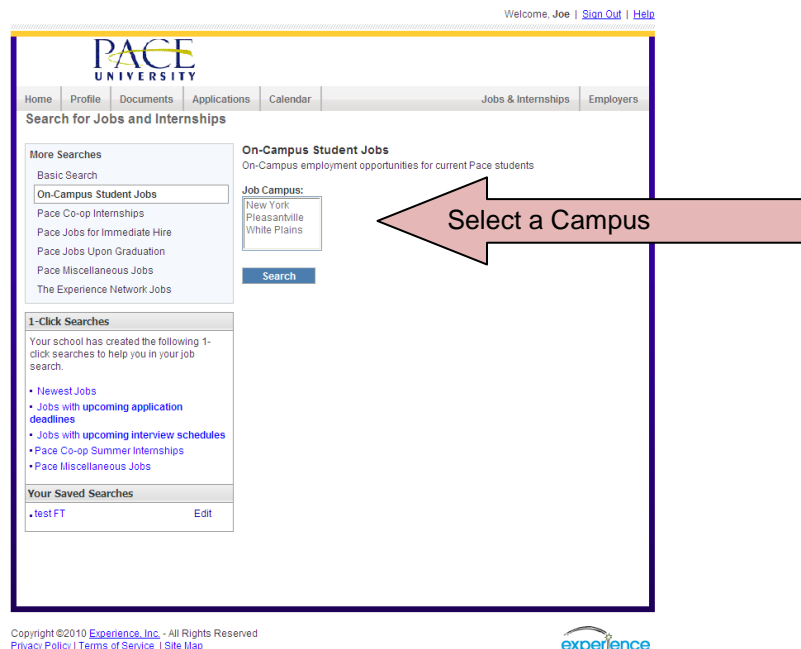 Welcome, Joe | Sign Out | Help
PACE
UNIVERSITY
Home Profile Documents Applications Calendar Jobs & Internships Employers
Search for Jobs and Internships
More Searches
Basic Search
On-Campus Student Jobs
Pace Co-op Internships
Pace Jobs for Immediate Hire
Pace Jobs Upon Graduation
Pace Miscellaneous Jobs
The Experience Network Jobs
1-Click Searches
Your school has created the following 1-
click searches to help you in your job
search.
• Newest Jobs
• Jobs with upcoming application
deadlines
• Jobs with upcoming interview schedules
• Pace Co-op Summer Internships
• Pace Miscellaneous Jobs
Your Saved Searches
• test FT Edit
On-Campus Student Jobs
On-Campus employment opportunities for current Pace students
Job Campus:
New York
Pleasantville
White Plains
Search
Select a Campus
Copyright ©2010 Experience, Inc. - All Rights Reserved
Privacy Policy | Terms of Service | Site Map
experience